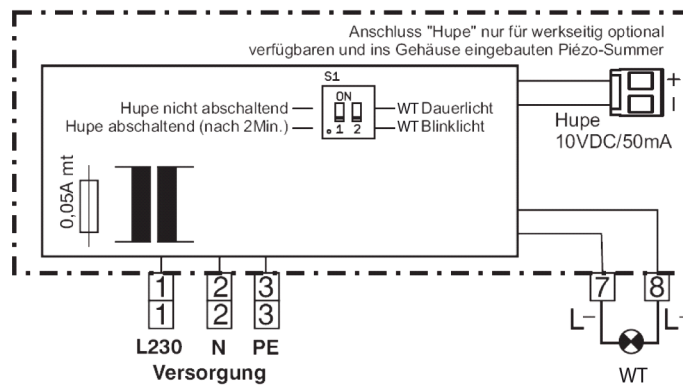 Anschluss "Hupe" nur für werkseitig optional
verfügbaren und ins Gehäuse eingebauten Piézo-Summer
S1
ON
1 2
Hupe nicht abschaltend
WT Dauerlicht
Hupe abschaltend (nach 2Min.)
WT Blinklicht
+
–
Hupe
10VDC/50mA
0,05A mt
1 2 3 7 8
1 2 3
L– L–
L230 N PE
WT
Versorgung